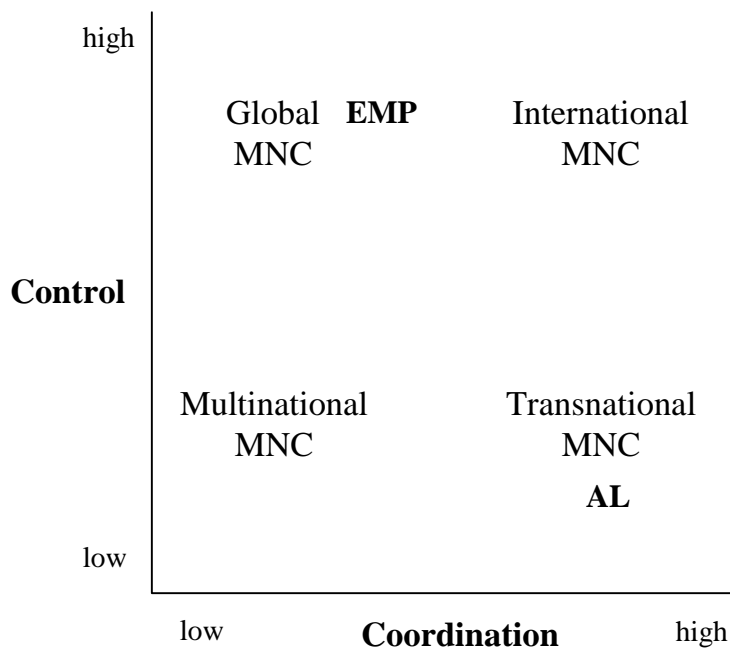 high
Global EMP International
MNC MNC
Control
Multinational Transnational
MNC MNC
AL
low
low Coordination high